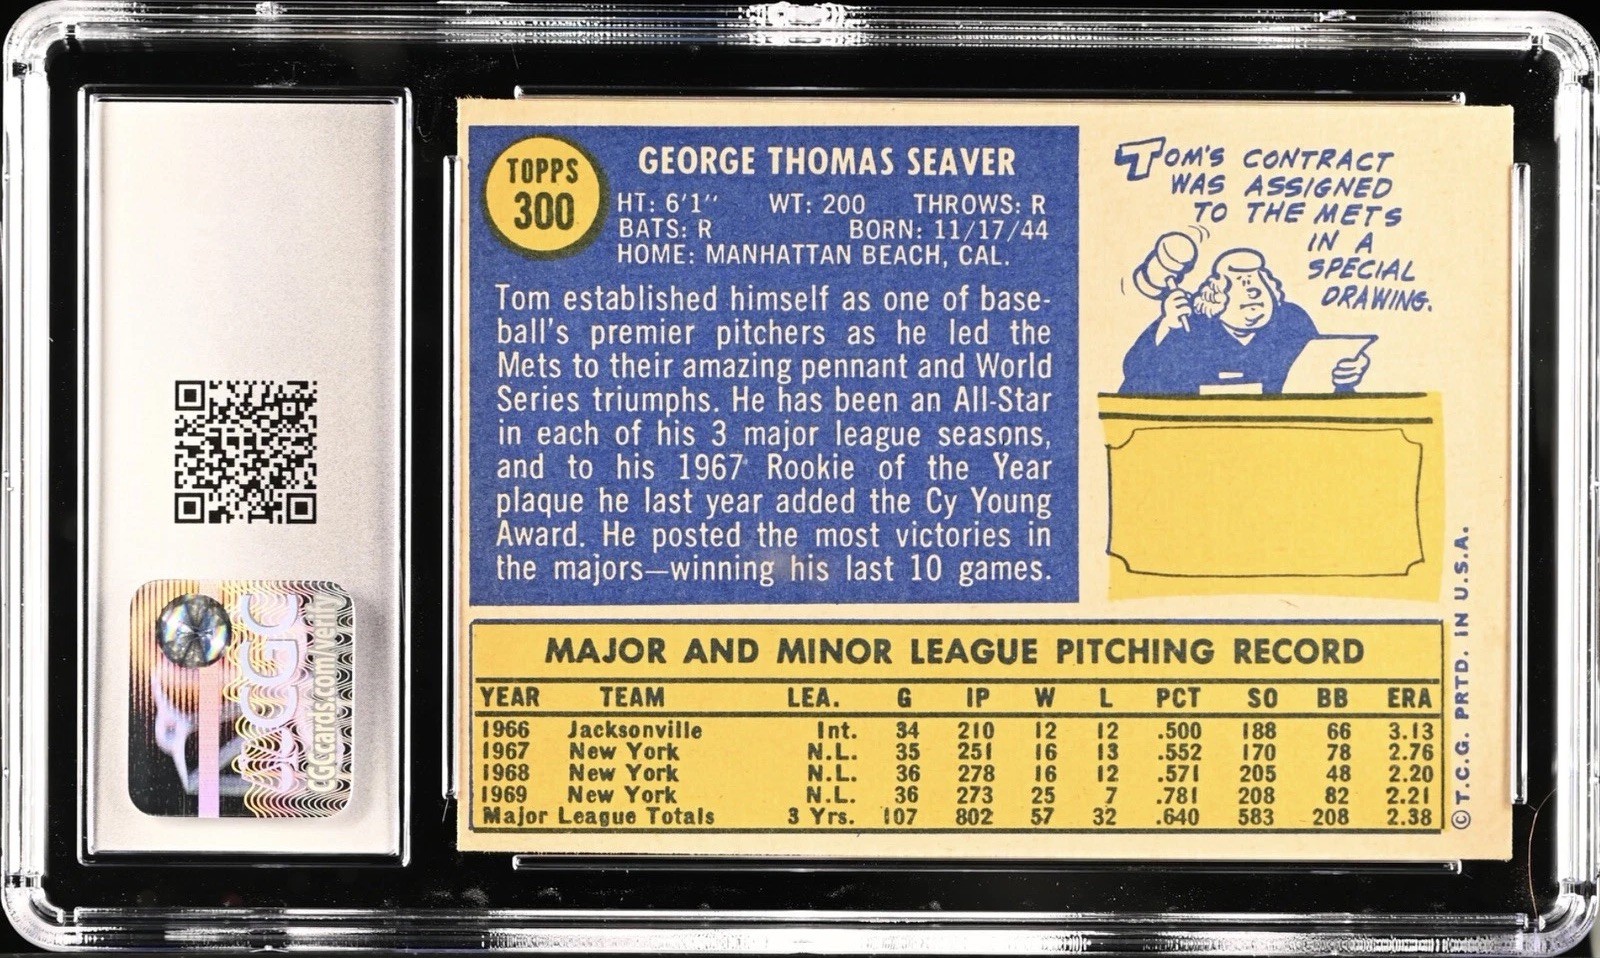 TOPPS
300
GEORGE THOMAS SEAVER
HT: 6'1" WT: 200 THROWS: R
BATS: R BORN: 11/17/44
HOME: MANHATTAN BEACH, CAL.
Tom established himself as one of base-
ball's premier pitchers as he led the
Mets to their amazing pennant and World
Series triumphs. He has been an All-Star
in each of his 3 major league seasons,
and to his 1967 Rookie of the Year
plaque he last year added the Cy Young
Award. He posted the most victories in
the majors—winning his last 10 games.
TOM'S CONTRACT
WAS ASSIGNED
TO THE METS
IN A
SPECIAL
DRAWING.
MAJOR AND MINOR LEAGUE PITCHING RECORD
YEAR TEAM LEA. G IP W L PCT SO BB ERA
1966 Jacksonville Int. 34 210 12 12 .500 188 66 3.13
1967 New York N.L. 35 251 16 13 .552 170 78 2.76
1968 New York N.L. 36 278 16 12 .571 205 48 2.20
1969 New York N.L. 36 273 25 7 .781 208 82 2.21
Major League Totals 3 Yrs. 107 802 57 32 .640 583 208 2.38
© T.C.G. PRTD. IN U.S.A.
CGC
CGCcards.com/verify